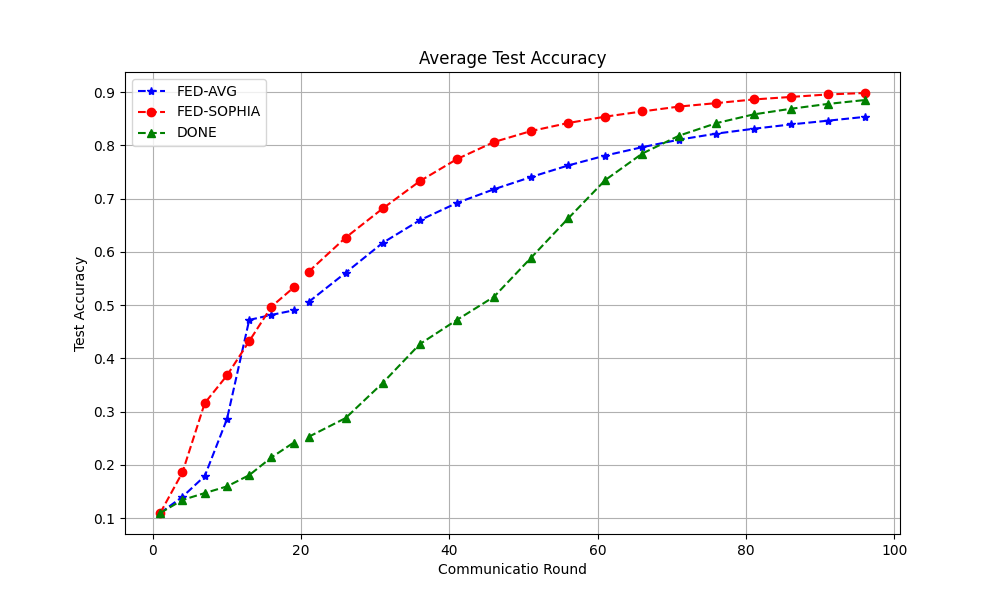 Average Test Accuracy
FED-AVG
FED-SOPHIA
DONE
Test Accuracy
0.9
0.8
0.7
0.6
0.5
0.4
0.3
0.2
0.1
0
20
40
60
80
100
Communicatio Round